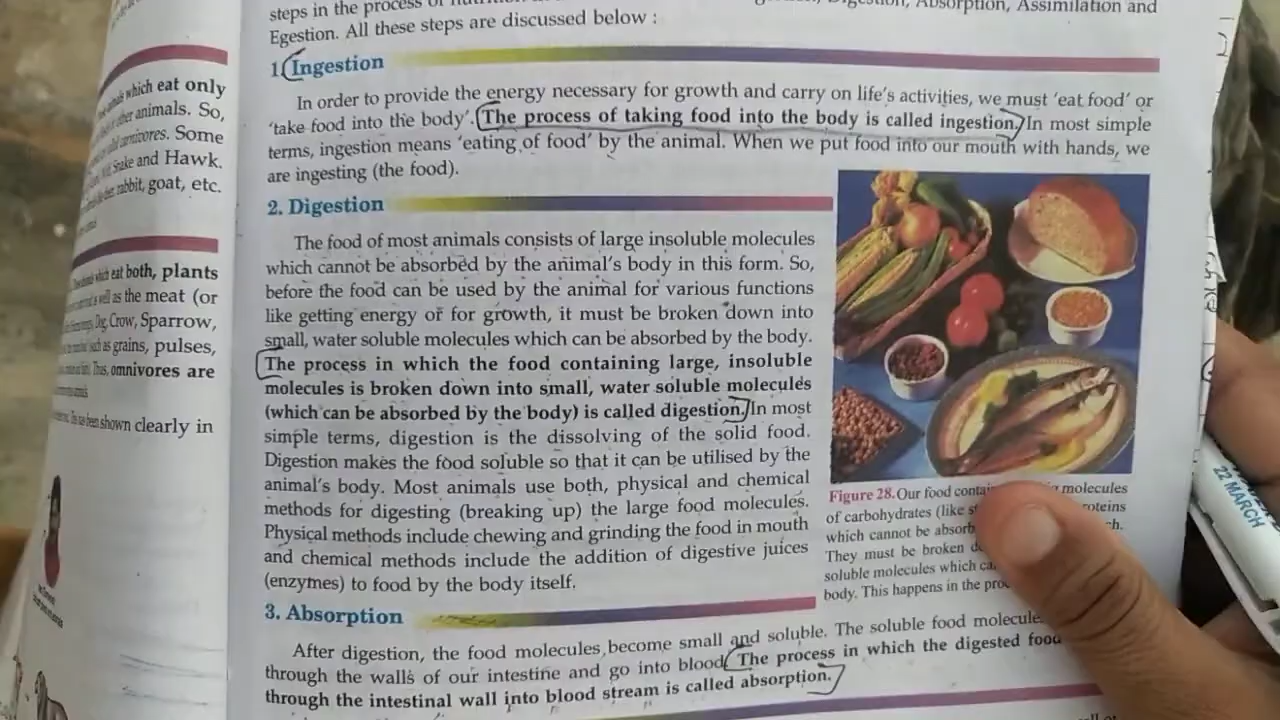 which eat only
other animals. So,
carnivores. Some
Snake and Hawk.
rabbit, goat, etc.
which eat both, plants
as well as the meat (or
Dog, Crow, Sparrow,
such as grains, pulses,
Thus, omnivores are
been shown clearly in
steps in the process of Digestion, Absorption, Assimilation and
Egestion. All these steps are discussed below :
1. Ingestion
In order to provide the energy necessary for growth and carry on life's activities, we must 'eat food' or
'take food into the body'. The process of taking food into the body is called ingestion. In most simple
terms, ingestion means 'eating of food' by the animal. When we put food into our mouth with hands, we
are ingesting (the food).
2. Digestion
The food of most animals consists of large insoluble molecules
which cannot be absorbed by the animal's body in this form. So,
before the food can be used by the animal for various functions
like getting energy or for growth, it must be broken down into
small, water soluble molecules which can be absorbed by the body.
The process in which the food containing large, insoluble
molecules is broken down into small, water soluble molecules
(which can be absorbed by the body) is called digestion. In most
simple terms, digestion is the dissolving of the solid food.
Digestion makes the food soluble so that it can be utilised by the
animal's body. Most animals use both, physical and chemical
methods for digesting (breaking up) the large food molecules.
Physical methods include chewing and grinding the food in mouth
and chemical methods include the addition of digestive juices
(enzymes) to food by the body itself.
Figure 28. Our food molecules
of carbohydrates (like
which cannot be
They must be broken
soluble molecules which
body. This happens in the
3. Absorption
After digestion, the food molecules become small and soluble. The soluble food
through the walls of our intestine and go into blood. The process in which the digested food
through the intestinal wall into blood stream is called absorption.
22 MARCH